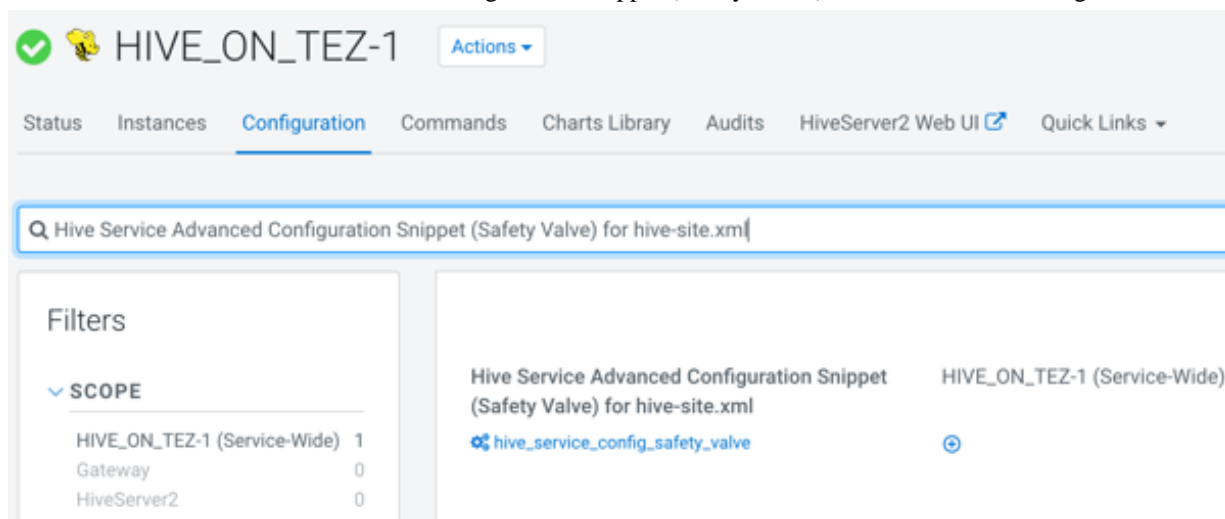 HIVE_ON_TEZ-1 Actions
Status Instances Configuration Commands Charts Library Audits HiveServer2 Web UI Quick Links
Hive Service Advanced Configuration Snippet (Safety Valve) for hive-site.xml
Filters
SCOPE
HIVE_ON_TEZ-1 (Service-Wide) 1
Gateway 0
HiveServer2 0
Hive Service Advanced Configuration Snippet
(Safety Valve) for hive-site.xml
hive_service_config_safety_valve
HIVE_ON_TEZ-1 (Service-Wide)